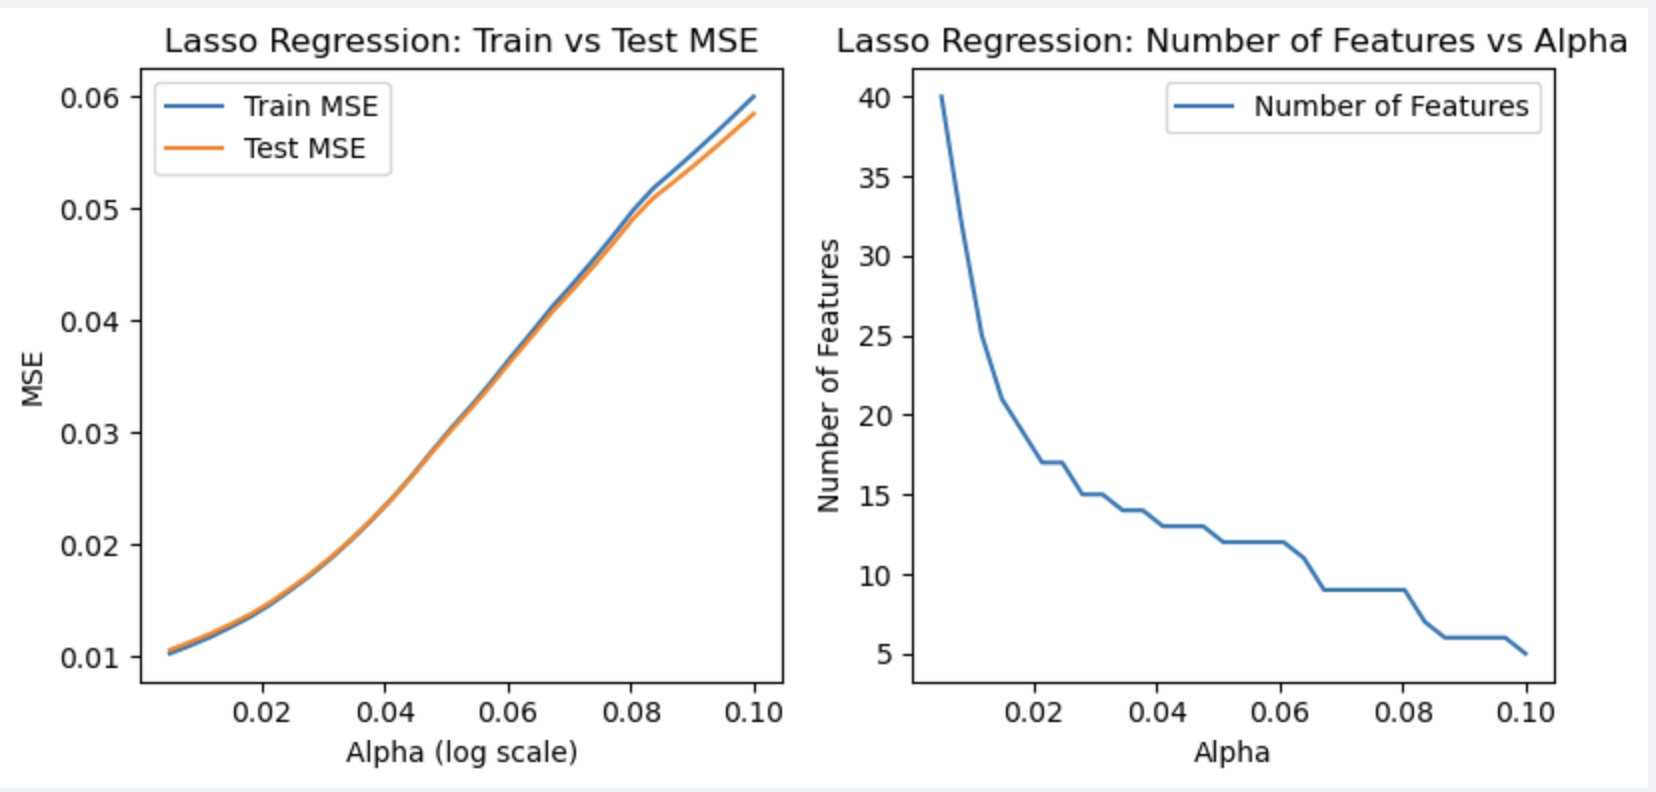 Lasso Regression: Train vs Test MSE
Train MSE
Test MSE
0.06
0.05
0.04
0.03
0.02
0.01
MSE
0.02 0.04 0.06 0.08 0.10
Alpha (log scale)
Lasso Regression: Number of Features vs Alpha
Number of Features
40
35
30
25
20
15
10
5
Number of Features
0.02 0.04 0.06 0.08 0.10
Alpha